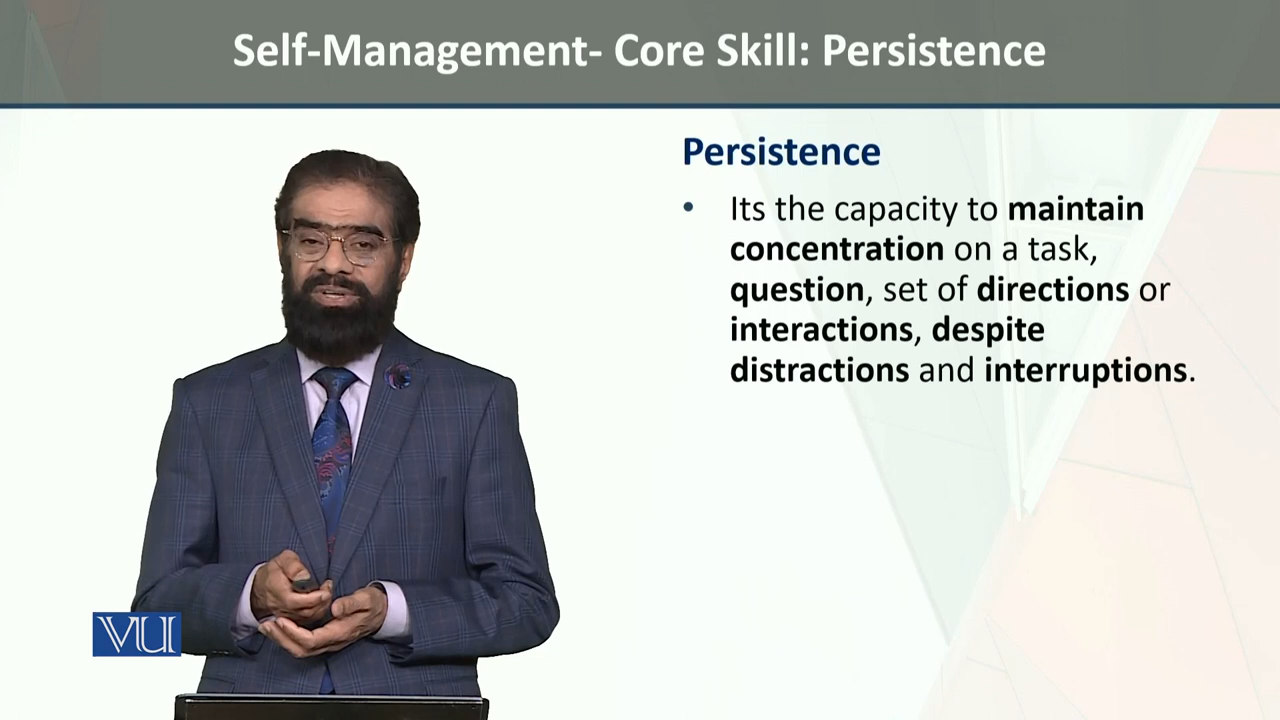 Self-Management- Core Skill: Persistence
Persistence
• Its the capacity to maintain
concentration on a task,
question, set of directions or
interactions, despite
distractions and interruptions.
VU